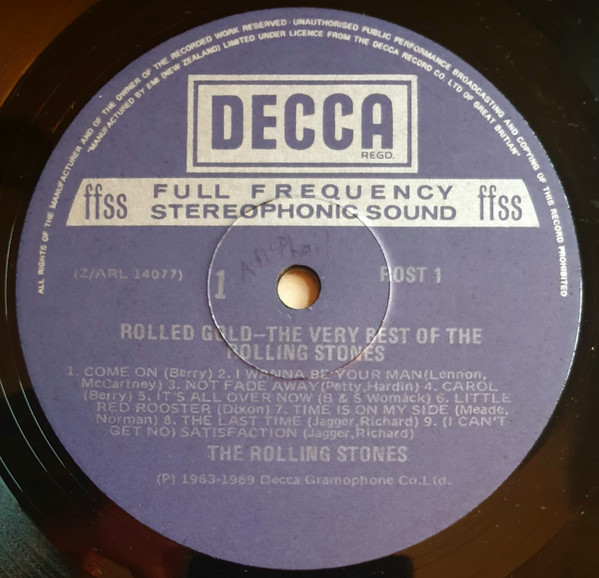 ALL RIGHTS OF THE MANUFACTURER AND OF THE OWNER OF THE RECORDED WORK RESERVED · UNAUTHORISED PUBLIC PERFORMANCE BROADCASTING AND COPYING OF THIS RECORD PROHIBITED
"MANUFACTURED BY EMI (NEW ZEALAND) LIMITED UNDER LICENCE FROM THE DECCA RECORD CO. LTD OF GREAT BRITIAN"
DECCA
REGD.
ffss FULL FREQUENCY STEREOPHONIC SOUND ffss
(Z/ARL 14077) 1 ROST 1
ROLLED GOLD—THE VERY BEST OF THE
ROLLING STONES
1. COME ON (Berry) 2. I WANNA BE YOUR MAN(Lennon,
McCartney) 3. NOT FADE AWAY(Petty,Hardin) 4. CAROL
(Berry) 5. IT'S ALL OVER NOW (B & S Womack) 6. LITTLE
RED ROOSTER (Dixon) 7. TIME IS ON MY SIDE (Meade,
Norman) 8. THE LAST TIME (Jagger,Richard) 9. (I CAN'T
GET NO) SATISFACTION (Jagger,Richard)
THE ROLLING STONES
(P) 1963-1969 Decca Gramophone Co.Ltd.